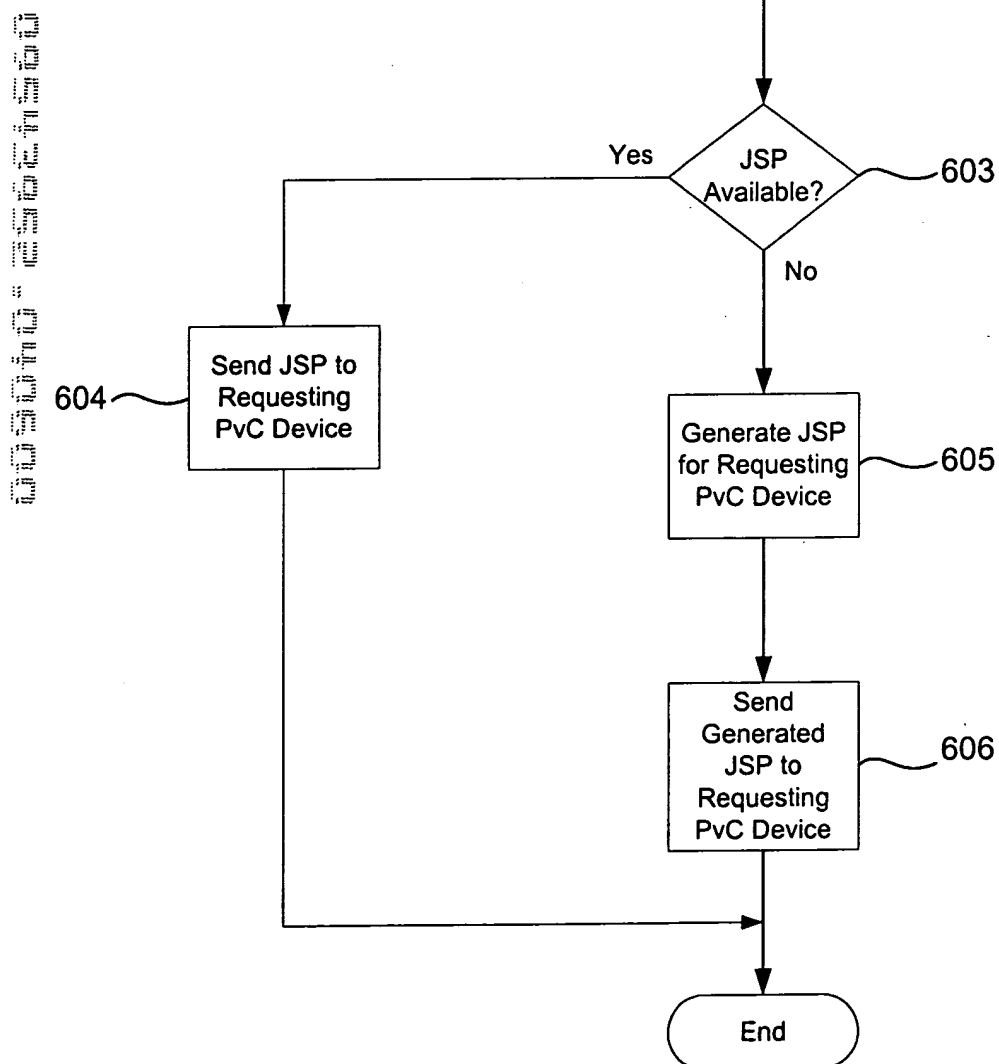 Yes
JSP
Available?
603
No
604
Send JSP to
Requesting
PvC Device
Generate JSP
for Requesting
PvC Device
605
Send
Generated
JSP to
Requesting
PvC Device
606
End